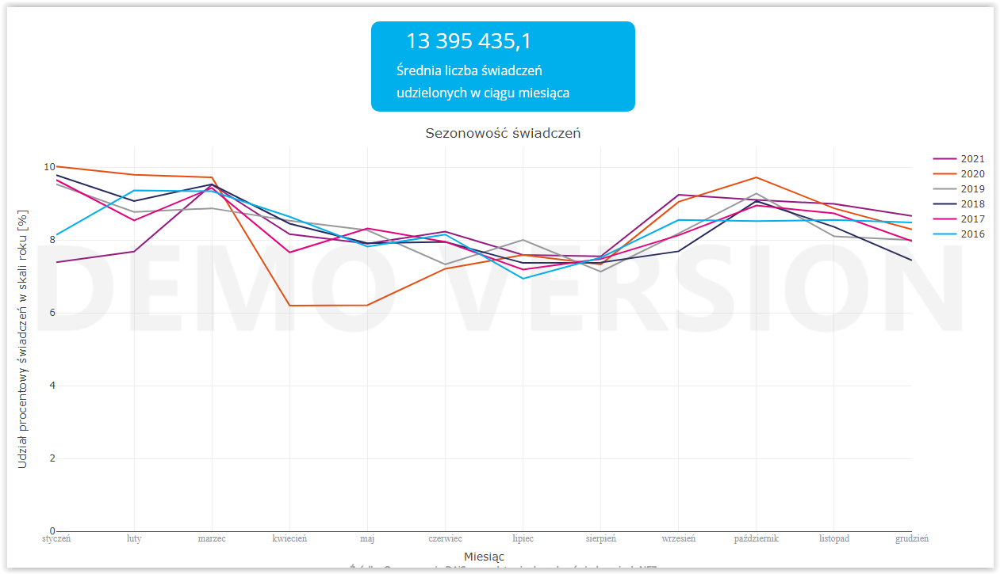 13 395 435,1
Średnia liczba świadczeń
udzielonych w ciągu miesiąca
Sezonowość świadczeń
Udział procentowy świadczeń w skali roku [%]
10
8
6
4
2
0
DEMO VERSION
2021
2020
2019
2018
2017
2016
styczeń luty marzec kwiecień maj czerwiec lipiec sierpień wrzesień październik listopad grudzień
Miesiąc